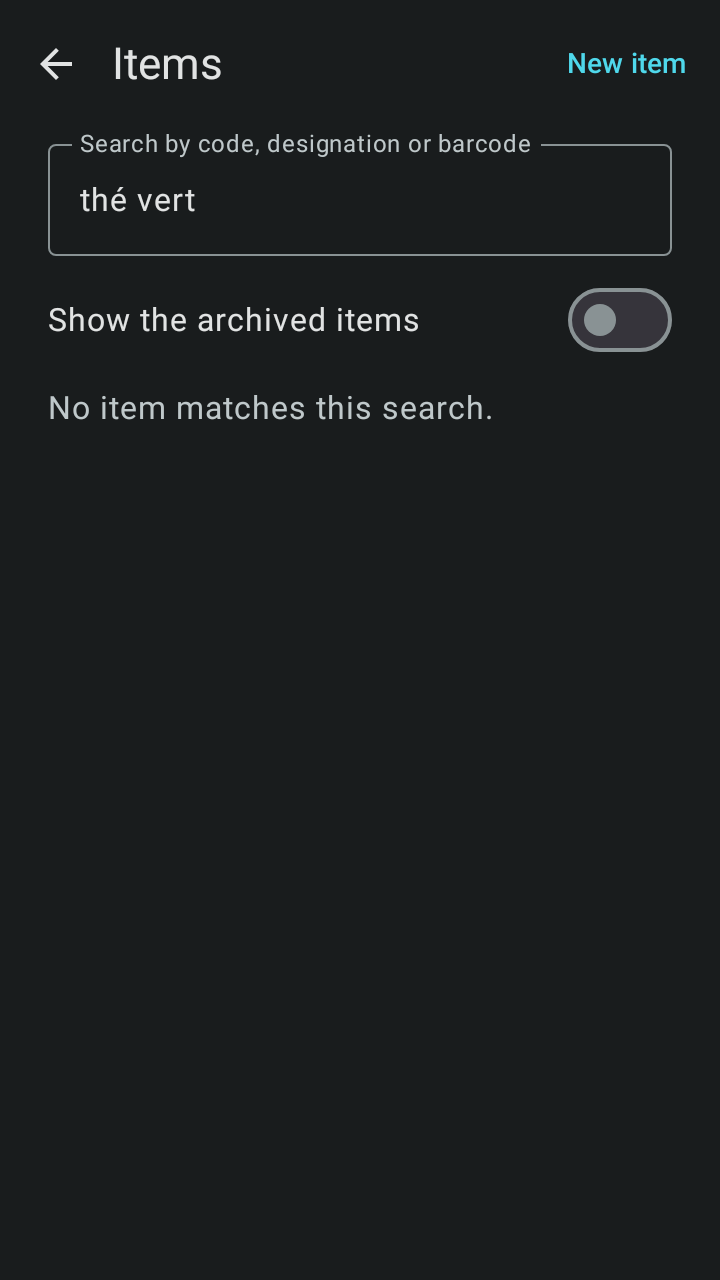 Items
New item
Search by code, designation or barcode
thé vert
Show the archived items
No item matches this search.